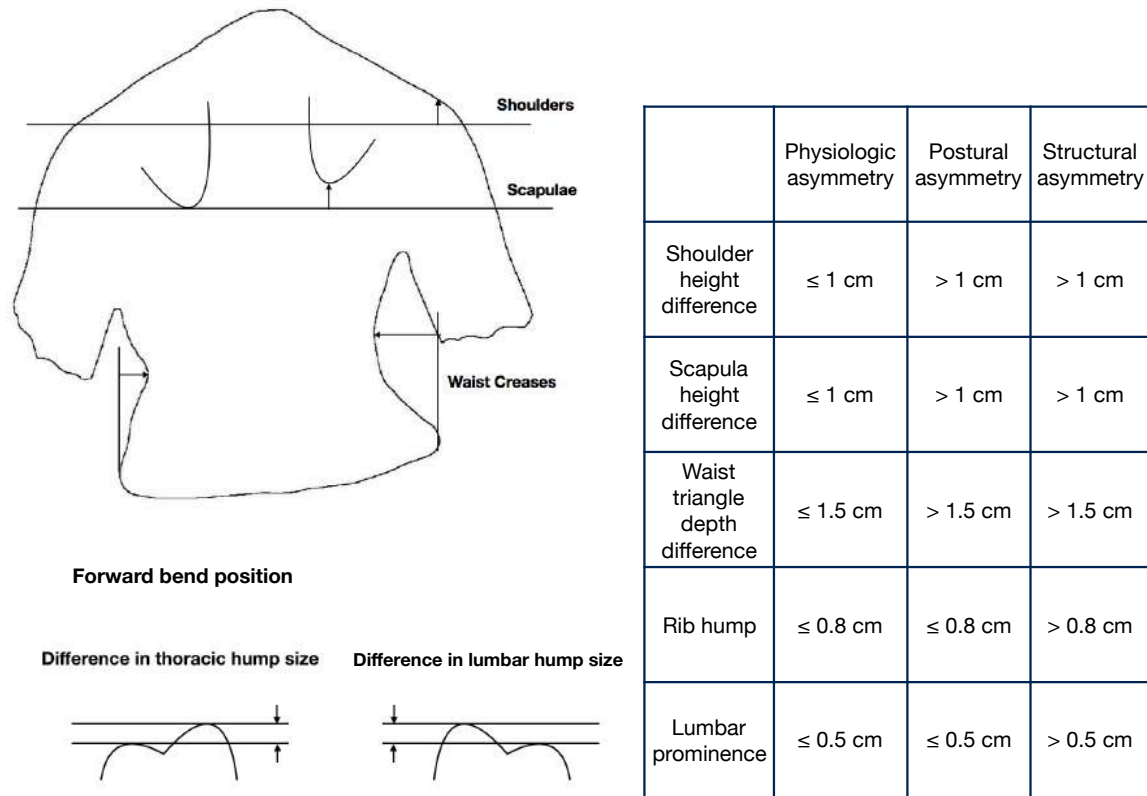 Shoulders
Scapulae
Waist Creases
Forward bend position
Difference in thoracic hump size
Difference in lumbar hump size
Physiologic
asymmetry
Postural
asymmetry
Structural
asymmetry
Shoulder
height
difference
≤ 1 cm
> 1 cm
> 1 cm
Scapula
height
difference
≤ 1 cm
> 1 cm
> 1 cm
Waist
triangle
depth
difference
≤ 1.5 cm
> 1.5 cm
> 1.5 cm
Rib hump
≤ 0.8 cm
≤ 0.8 cm
> 0.8 cm
Lumbar
prominence
≤ 0.5 cm
≤ 0.5 cm
> 0.5 cm